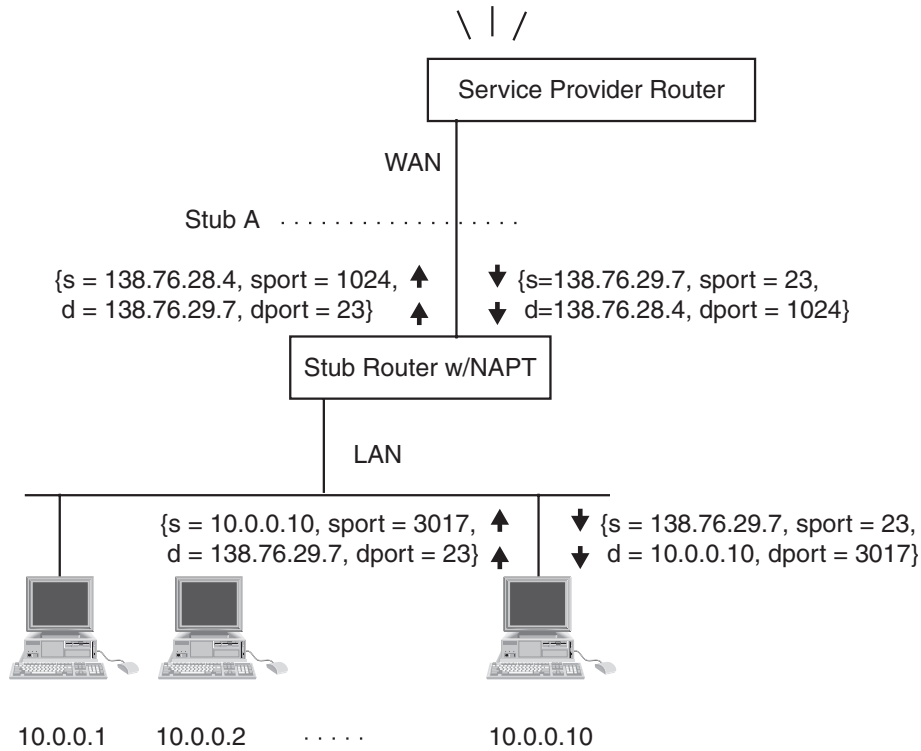 Service Provider Router
WAN
Stub A . . . . . . . . . . . . . . . . . .
{s = 138.76.28.4, sport = 1024,
d = 138.76.29.7, dport = 23}
{s=138.76.29.7, sport = 23,
d=138.76.28.4, dport = 1024}
Stub Router w/NAPT
LAN
{s = 10.0.0.10, sport = 3017,
d = 138.76.29.7, dport = 23}
{s = 138.76.29.7, sport = 23,
d = 10.0.0.10, dport = 3017}
10.0.0.1 10.0.0.2 . . . . . 10.0.0.10